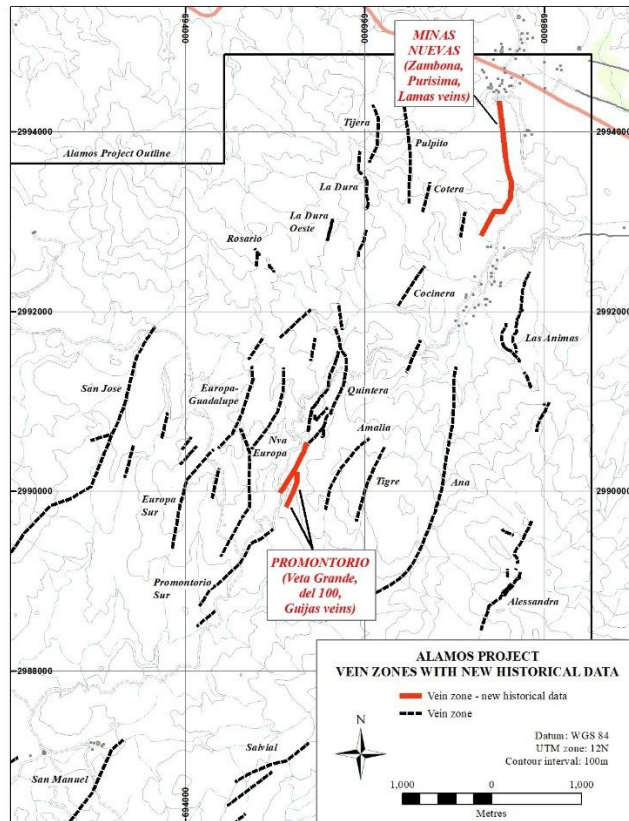 694000
696000
698000
MINAS
NUEVAS
(Zambona,
Purisima,
Lamas veins)
2994000
2994000
Tijera
Pulpito
Alamos Project Outline
La Dura
Cotera
La Dura
Oeste
Rosario
Cocinera
2992000
2992000
Las Animas
San Jose
Europa-
Guadalupe
Quintera
Amalia
Nva
Europa
2990000
2990000
Tigre
Ana
Europa
Sur
PROMONTORIO
(Veta Grande,
del 100,
Guijas veins)
Promontorio
Sur
Alessandra
2988000
ALAMOS PROJECT
VEIN ZONES WITH NEW HISTORICAL DATA
Vein zone - new historical data
Vein zone
N
Datum: WGS 84
UTM zone: 12N
Contour interval: 100m
1,000 0 1,000
Metres
Salvial
San Manuel
694000